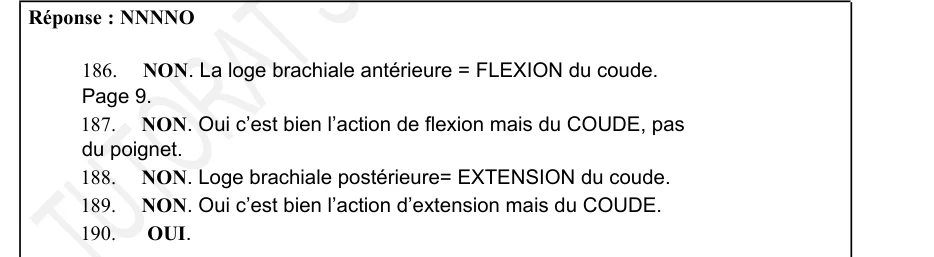 Réponse : NNNNO
186. NON. La loge brachiale antérieure = FLEXION du coude.
Page 9.
187. NON. Oui c’est bien l’action de flexion mais du COUDE, pas
du poignet.
188. NON. Loge brachiale postérieure= EXTENSION du coude.
189. NON. Oui c’est bien l’action d’extension mais du COUDE.
190. OUI.
TUTORAT S